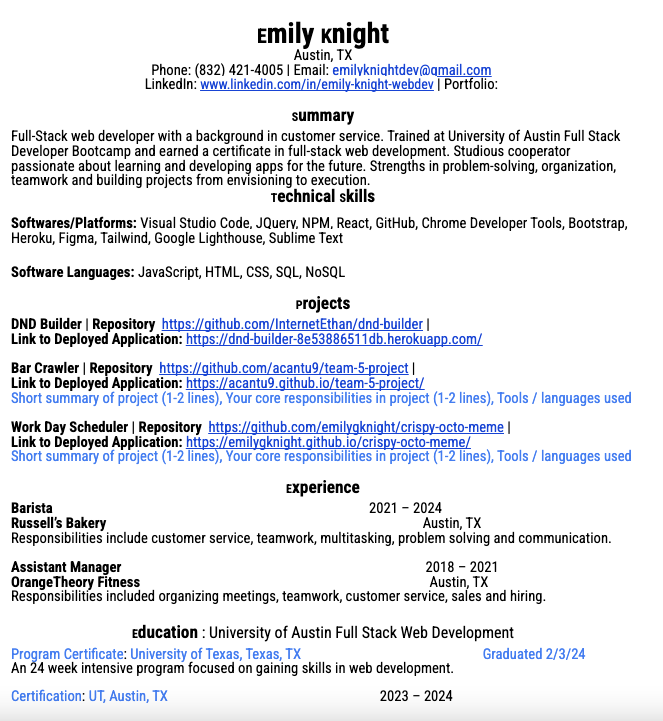 Emily Knight
Austin, TX
Phone: (832) 421-4005 | Email: emilyknightdev@gmail.com
LinkedIn: www.linkedin.com/in/emily-knight-webdev | Portfolio:
Summary
Full-Stack web developer with a background in customer service. Trained at University of Austin Full Stack
Developer Bootcamp and earned a certificate in full-stack web development. Studious cooperator
passionate about learning and developing apps for the future. Strengths in problem-solving, organization,
teamwork and building projects from envisioning to execution.
Technical Skills
Softwares/Platforms: Visual Studio Code, JQuery, NPM, React, GitHub, Chrome Developer Tools, Bootstrap,
Heroku, Figma, Tailwind, Google Lighthouse, Sublime Text
Software Languages: JavaScript, HTML, CSS, SQL, NoSQL
Projects
DND Builder | Repository https://github.com/InternetEthan/dnd-builder |
Link to Deployed Application: https://dnd-builder-8e53886511db.herokuapp.com/
Bar Crawler | Repository https://github.com/acantu9/team-5-project |
Link to Deployed Application: https://acantu9.github.io/team-5-project/
Short summary of project (1-2 lines), Your core responsibilities in project (1-2 lines), Tools / languages used
Work Day Scheduler | Repository https://github.com/emilygknight/crispy-octo-meme |
Link to Deployed Application: https://emilygknight.github.io/crispy-octo-meme/
Short summary of project (1-2 lines), Your core responsibilities in project (1-2 lines), Tools / languages used
Experience
Barista 2021 – 2024
Russell's Bakery Austin, TX
Responsibilities include customer service, teamwork, multitasking, problem solving and communication.
Assistant Manager 2018 – 2021
OrangeTheory Fitness Austin, TX
Responsibilities included organizing meetings, teamwork, customer service, sales and hiring.
Education : University of Austin Full Stack Web Development
Program Certificate: University of Texas, Texas, TX Graduated 2/3/24
An 24 week intensive program focused on gaining skills in web development.
Certification: UT, Austin, TX 2023 – 2024